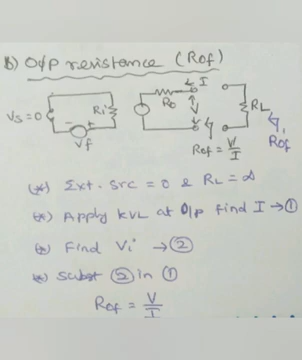 b) O/P resistance (Rof)
I
Vs=0 Ri Ro V RL
Vf Rof = V/I Rof
(*) Ext. src = 0 & RL = ∞
(*) Apply KVL at O/P find I → ①
(*) Find Vi → ②
(*) Subst ② in ①
Rof = V/I